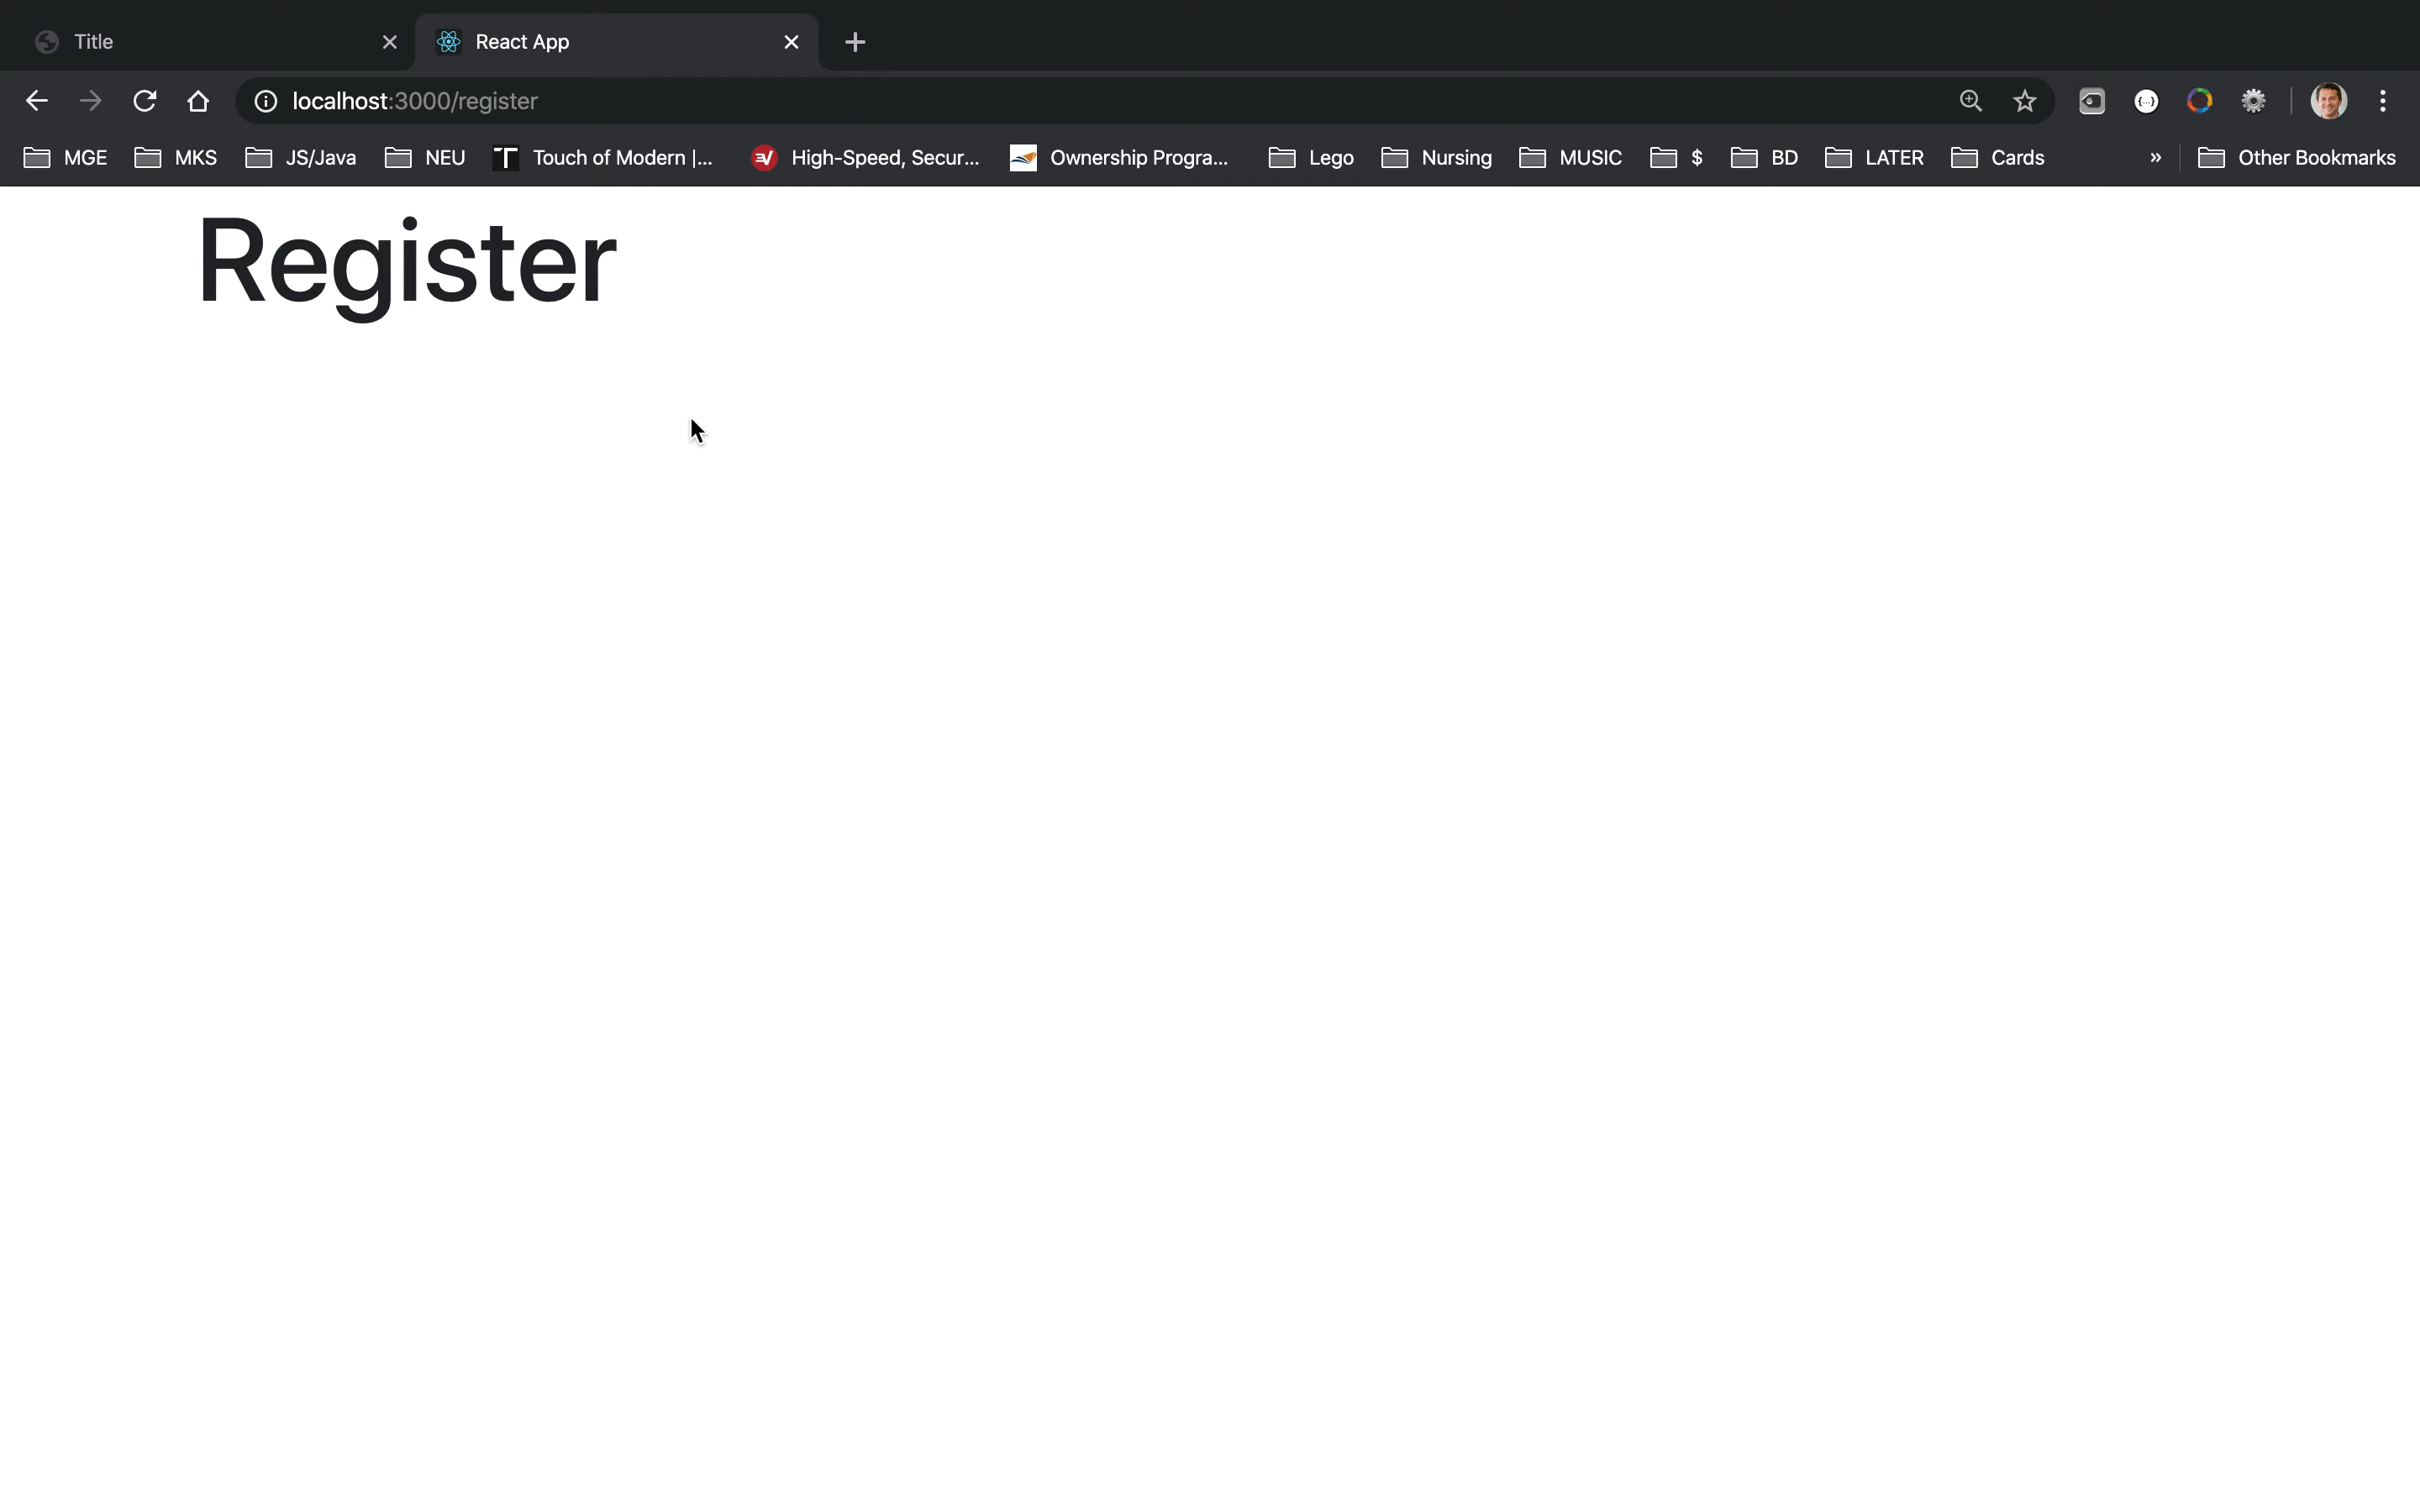 Title
React App
localhost:3000/register
MGE
MKS
JS/Java
NEU
Touch of Modern |...
High-Speed, Secur...
Ownership Progra...
Lego
Nursing
MUSIC
$
BD
LATER
Cards
»
Other Bookmarks
Register